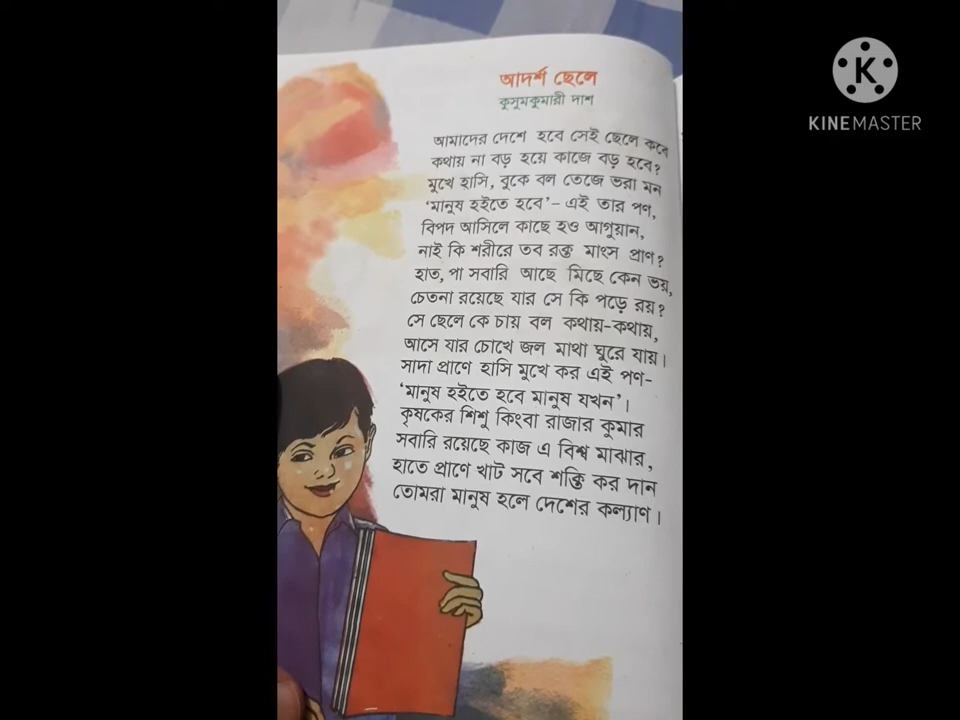 আদর্শ ছেলে
কুসুমকুমারী দাশ
আমাদের দেশে হবে সেই ছেলে কবে
কথায় না বড় হয়ে কাজে বড় হবে?
মুখে হাসি, বুকে বল তেজে ভরা মন
'মানুষ হইতে হবে'- এই তার পণ,
বিপদ আসিলে কাছে হও আগুয়ান,
নাই কি শরীরে তব রক্ত মাংস প্রাণ?
হাত, পা সবারি আছে মিছে কেন ভয়,
চেতনা রয়েছে যার সে কি পড়ে রয়?
সে ছেলে কে চায় বল কথায়-কথায়,
আসে যার চোখে জল মাথা ঘুরে যায়।
সাদা প্রাণে হাসি মুখে কর এই পণ-
'মানুষ হইতে হবে মানুষ যখন'।
কৃষকের শিশু কিংবা রাজার কুমার
সবারি রয়েছে কাজ এ বিশ্ব মাঝার,
হাতে প্রাণে খাট সবে শক্তি কর দান
তোমরা মানুষ হলে দেশের কল্যাণ।
K
KINEMASTER